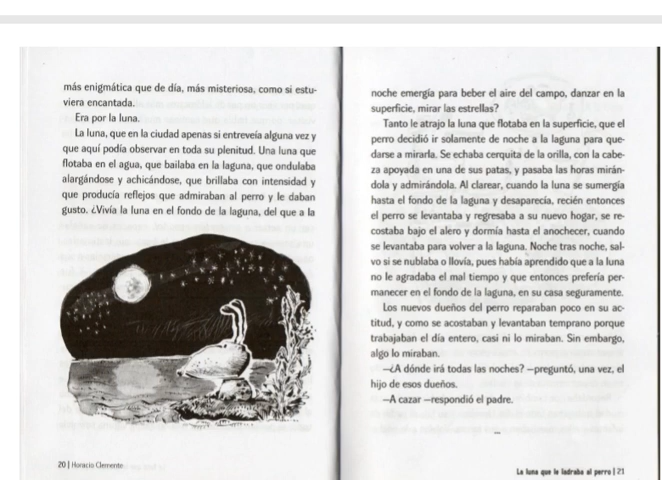 más enigmática que de día, más misteriosa, como si estu-
viera encantada.
Era por la luna.
La luna, que en la ciudad apenas si entreveía alguna vez y
que aquí podía observar en toda su plenitud. Una luna que
flotaba en el agua, que bailaba en la laguna, que ondulaba
alargándose y achicándose, que brillaba con intensidad y
que producía reflejos que admiraban al perro y le daban
gusto. ¿Vivía la luna en el fondo de la laguna, del que a la
20 | Horacio Clemente
noche emergía para beber el aire del campo, danzar en la
superficie, mirar las estrellas?
Tanto le atrajo la luna que flotaba en la superficie, que el
perro decidió ir solamente de noche a la laguna para que-
darse a mirarla. Se echaba cerquita de la orilla, con la cabe-
za apoyada en una de sus patas, y pasaba las horas mirán-
dola y admirándola. Al clarear, cuando la luna se sumergía
hasta el fondo de la laguna y desaparecía, recién entonces
el perro se levantaba y regresaba a su nuevo hogar, se re-
costaba bajo el alero y dormía hasta el anochecer, cuando
se levantaba para volver a la laguna. Noche tras noche, sal-
vo si se nublaba o llovía, pues había aprendido que a la luna
no le agradaba el mal tiempo y que entonces prefería per-
manecer en el fondo de la laguna, en su casa seguramente.
Los nuevos dueños del perro reparaban poco en su ac-
titud, y como se acostaban y levantaban temprano porque
trabajaban el día entero, casi ni lo miraban. Sin embargo,
algo lo miraban.
—¿A dónde irá todas las noches? —preguntó, una vez, el
hijo de esos dueños.
—A cazar —respondió el padre.
La luna que le ladraba al perro | 21